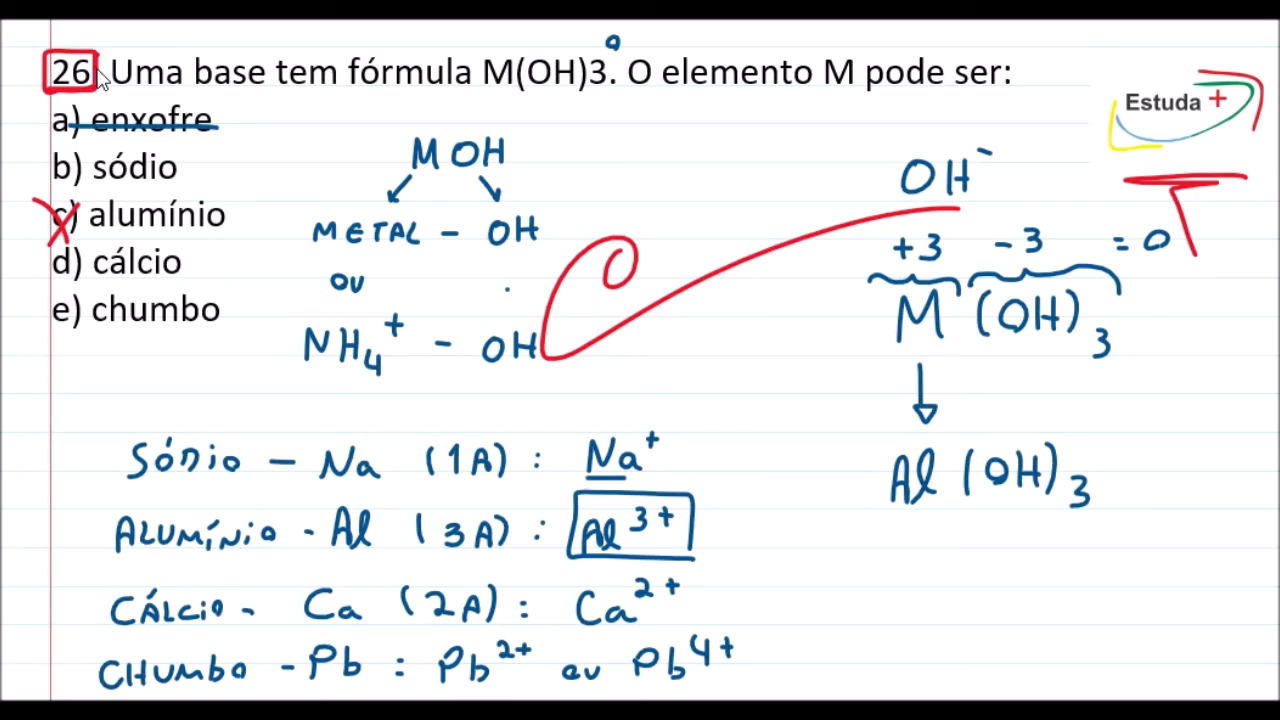 26. Uma base tem fórmula M(OH)3. O elemento M pode ser:
a) enxofre
b) sódio
c) alumínio
d) cálcio
e) chumbo
Estuda +
M OH
METAL - OH
OU
NH₄⁺ - OH
OH⁻
+3 -3 = 0
M (OH)₃
Al (OH)₃
SÓDIO - Na (1A) : Na⁺
ALUMÍNIO - Al (3A) : Al³⁺
CÁLCIO - Ca (2A) : Ca²⁺
CHUMBO - Pb : Pb²⁺ ou Pb⁴⁺